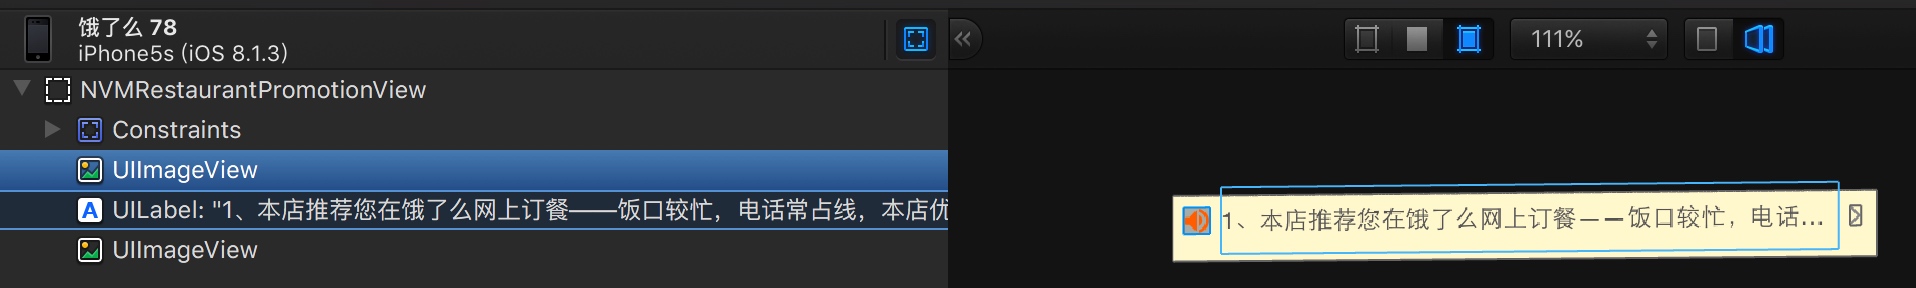 饿了么 78
iPhone5s (iOS 8.1.3)
111%
NVMRestaurantPromotionView
Constraints
UIImageView
UILabel: "1、本店推荐您在饿了么网上订餐——饭口较忙，电话常占线，本店优
UIImageView
1、本店推荐您在饿了么网上订餐——饭口较忙，电话...